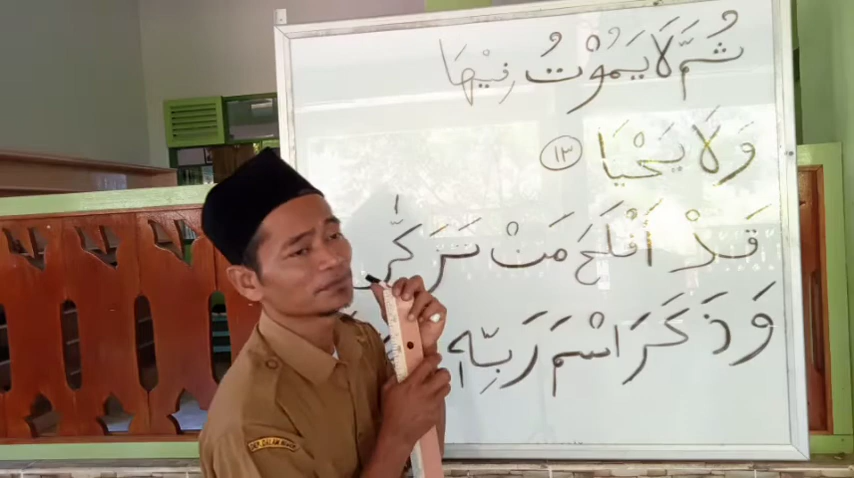 ثُمَّ لَا يَمُوْتُ فِيْهَا
وَلَا يَحْيٰى ١٣
قَدْ اَفْلَحَ مَنْ تَزَكّٰى
وَذَكَرَ اسْمَ رَبِّهٖ